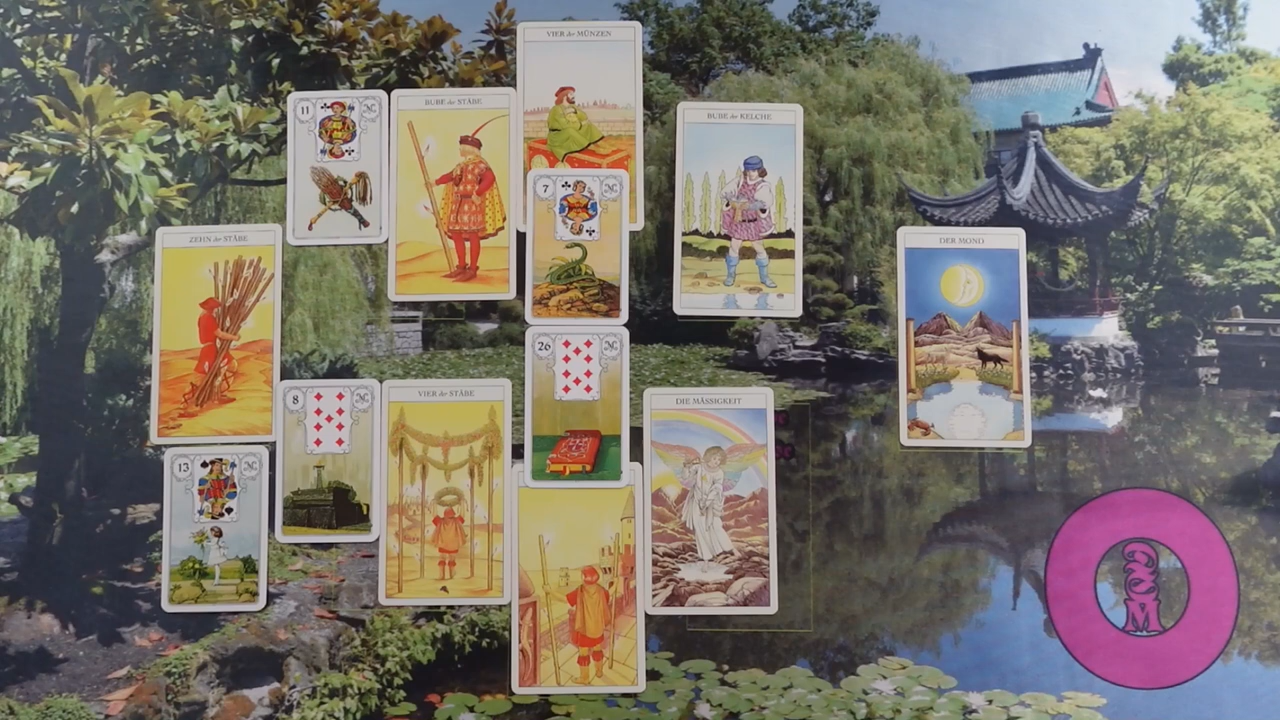 VIER der MÜNZEN
11
BUBE der STÄBE
BUBE der KELCHE
7
ZEHN der STÄBE
DER MOND
26
8
VIER der STÄBE
DIE MÄSSIGKEIT
13